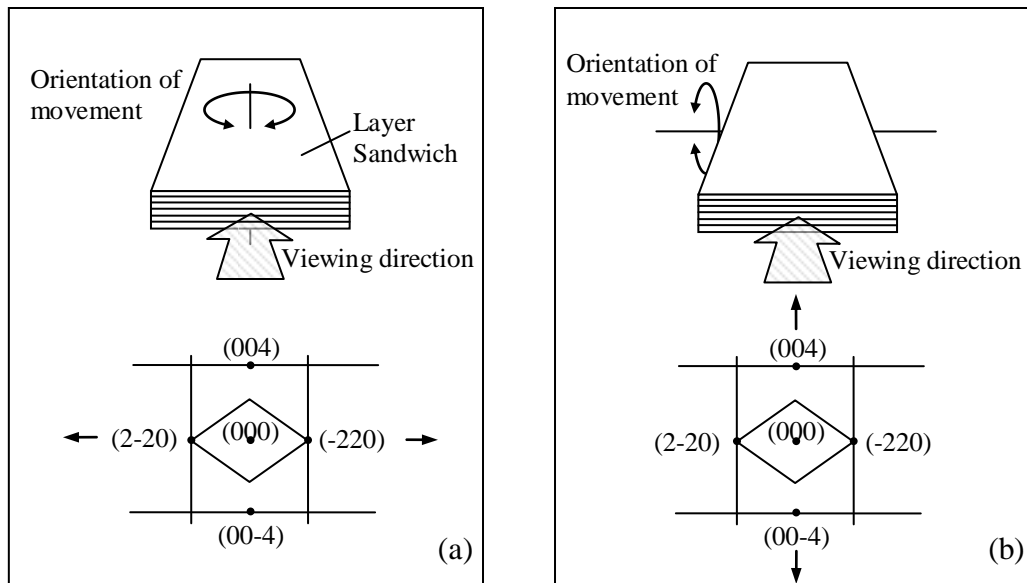 Orientation of
movement
Layer
Sandwich
Viewing direction
(004)
(2-20)
(000)
(-220)
(00-4)
(a)
Orientation of
movement
Viewing direction
(004)
(2-20)
(000)
(-220)
(00-4)
(b)